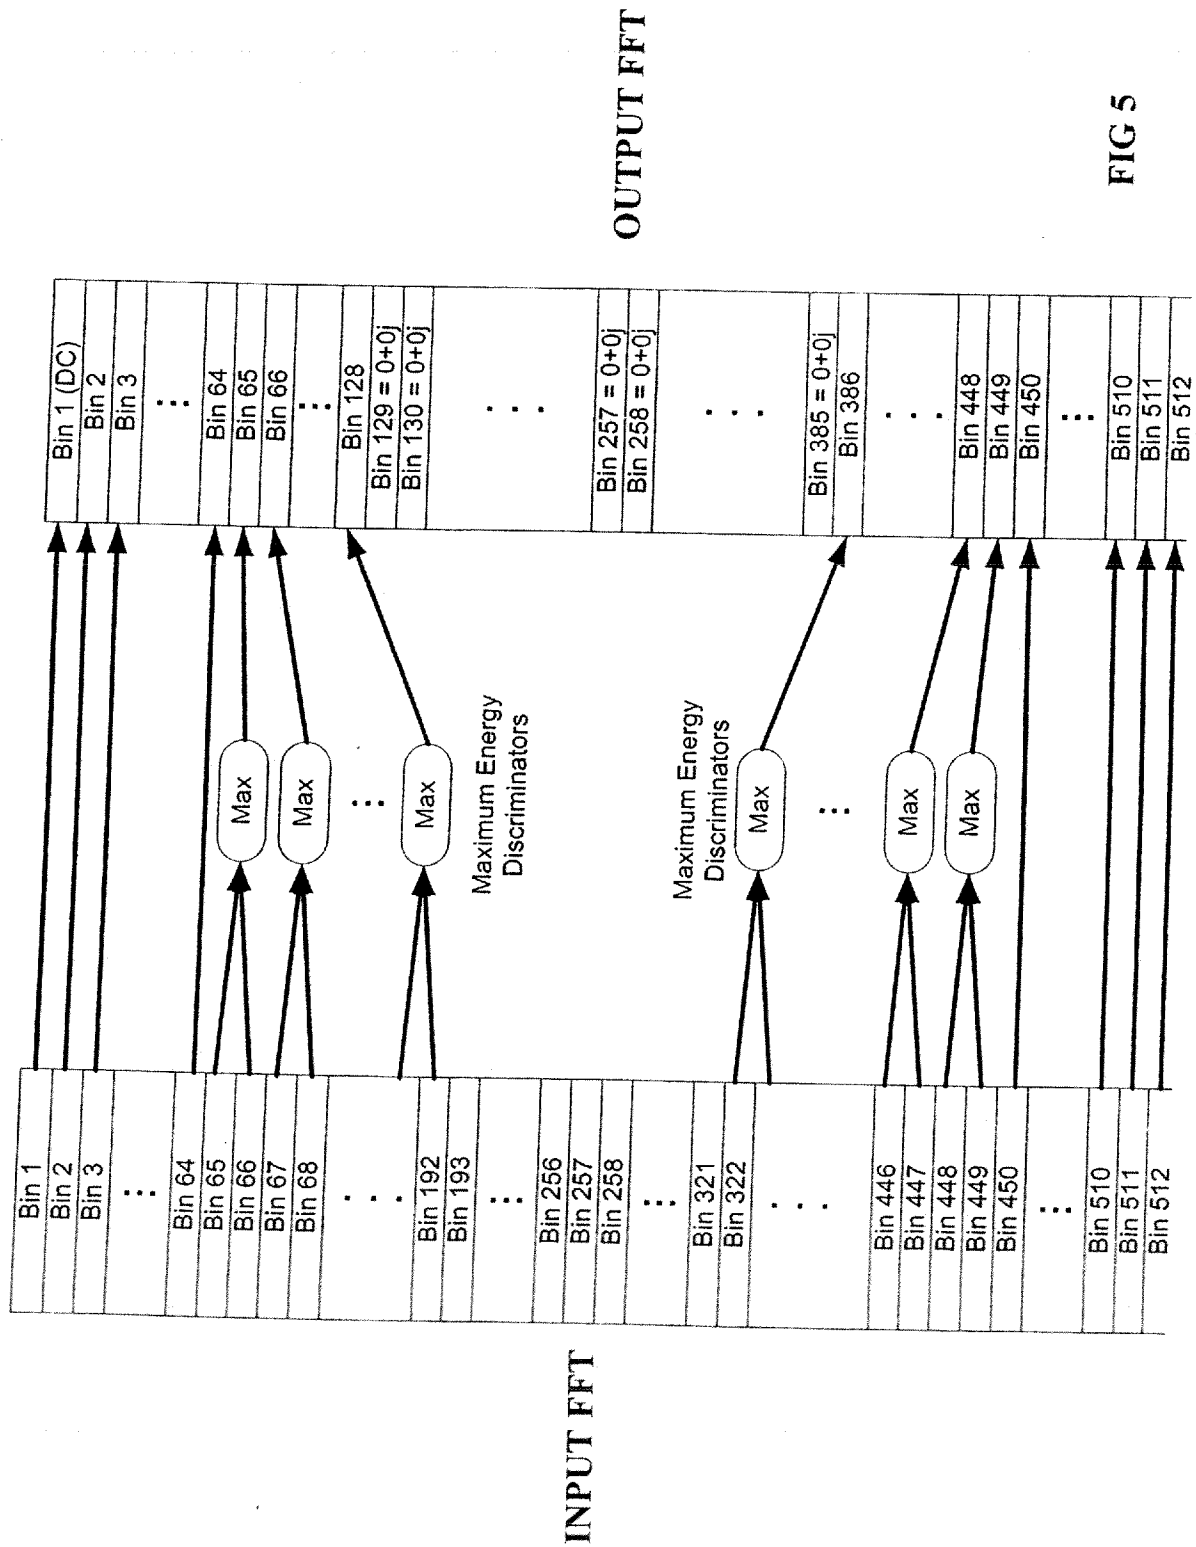 INPUT FFT
Bin 1
Bin 2
Bin 3
...
Bin 64
Bin 65
Bin 66
Bin 67
Bin 68
. . . .
Bin 192
Bin 193
...
Bin 256
Bin 257
Bin 258
...
Bin 321
Bin 322
. . . .
Bin 446
Bin 447
Bin 448
Bin 449
Bin 450
...
Bin 510
Bin 511
Bin 512
Max
Max
...
Max
Maximum Energy
Discriminators
Maximum Energy
Discriminators
Max
...
Max
Max
Bin 1 (DC)
Bin 2
Bin 3
...
Bin 64
Bin 65
Bin 66
...
Bin 128
Bin 129 = 0+0j
Bin 130 = 0+0j
. . .
Bin 257 = 0+0j
Bin 258 = 0+0j
. . .
Bin 385 = 0+0j
Bin 386
. . .
Bin 448
Bin 449
Bin 450
...
Bin 510
Bin 511
Bin 512
OUTPUT FFT
FIG 5